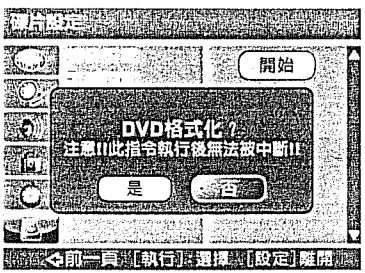 碟片設定
開始
DVD格式化？
注意!!此指令執行後無法被中斷!!
是
否
前一頁 [執行]:選擇 [設定]:離開